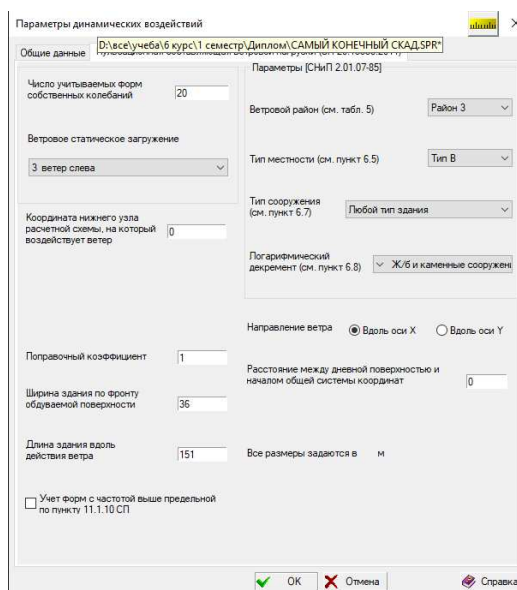 Параметры динамических воздействий
D:\все\учеба\6 курс\1 семестр\Диплом\САМЫЙ КОНЕЧНЫЙ СКАД.SPR*
Общие данные
Число учитываемых форм
собственных колебаний
20
Ветровое статическое загружение
3 ветер слева
Координата нижнего узла
расчетной схемы, на который
воздействует ветер
0
Поправочный коэффициент
1
Ширина здания по фронту
обдуваемой поверхности
36
Длина здания вдоль
действия ветра
151
Учет форм с частотой выше предельной
по пункту 11.1.10 СП
Параметры [СНиП 2.01.07-85]
Ветровой район (см. табл. 5)
Район 3
Тип местности (см. пункт 6.5)
Тип B
Тип сооружения
(см. пункт 6.7)
Любой тип здания
Логарифмический
декремент (см. пункт 6.8)
Ж/б и каменные сооружен
Направление ветра
Вдоль оси X
Вдоль оси Y
Расстояние между дневной поверхностью и
началом общей системы координат
0
Все размеры задаются в м
OK
Отмена
Справка